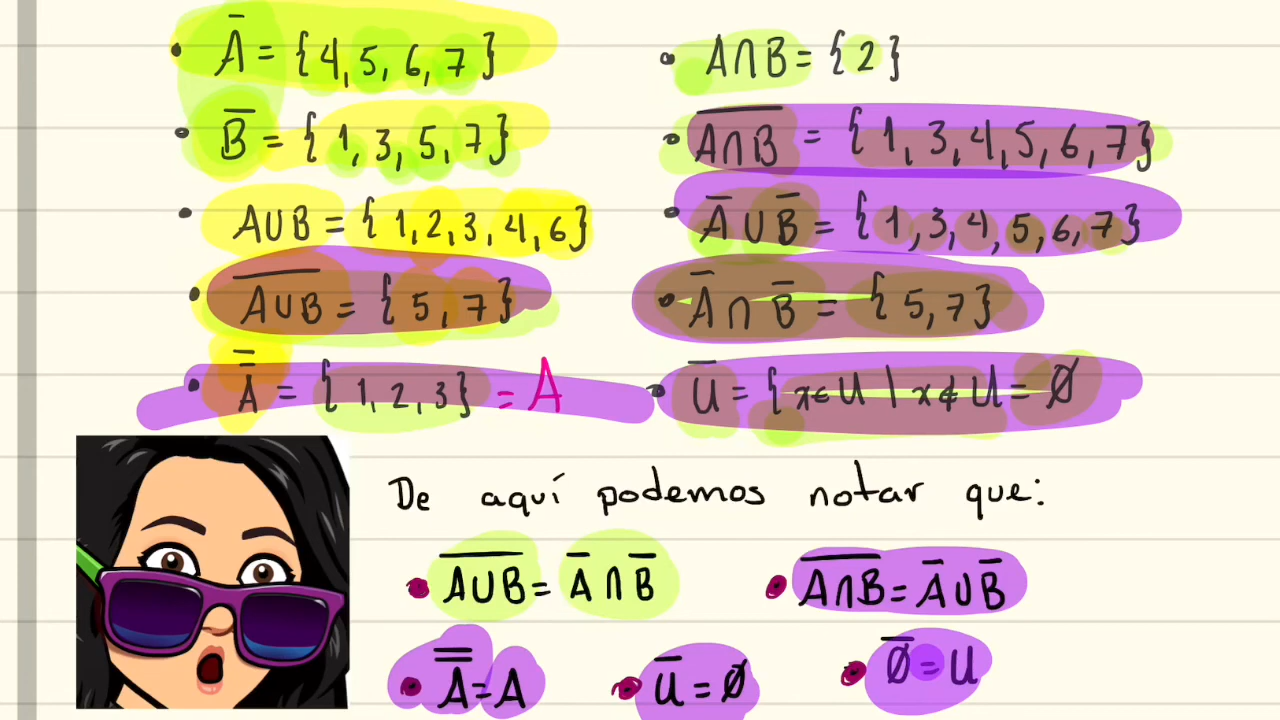 • A̅ = {4, 5, 6, 7}
• B̅ = {1, 3, 5, 7}
• A∪B = {1, 2, 3, 4, 6}
• A̅∪̅B̅ = {5, 7}
• A̿ = {1, 2, 3} = A
• A∩B = {2}
• A̅∩̅B̅ = {1, 3, 4, 5, 6, 7}
• A̅ ∪ B̅ = {1, 3, 4, 5, 6, 7}
• A̅ ∩ B̅ = {5, 7}
• U̅ = {x∈U | x∉U = Ø
De aquí podemos notar que:
• A̅∪̅B̅ = A̅ ∩ B̅
• A̅∩̅B̅ = A̅ ∪ B̅
• A̿ = A
• U̅ = Ø
• Ø̅ = U